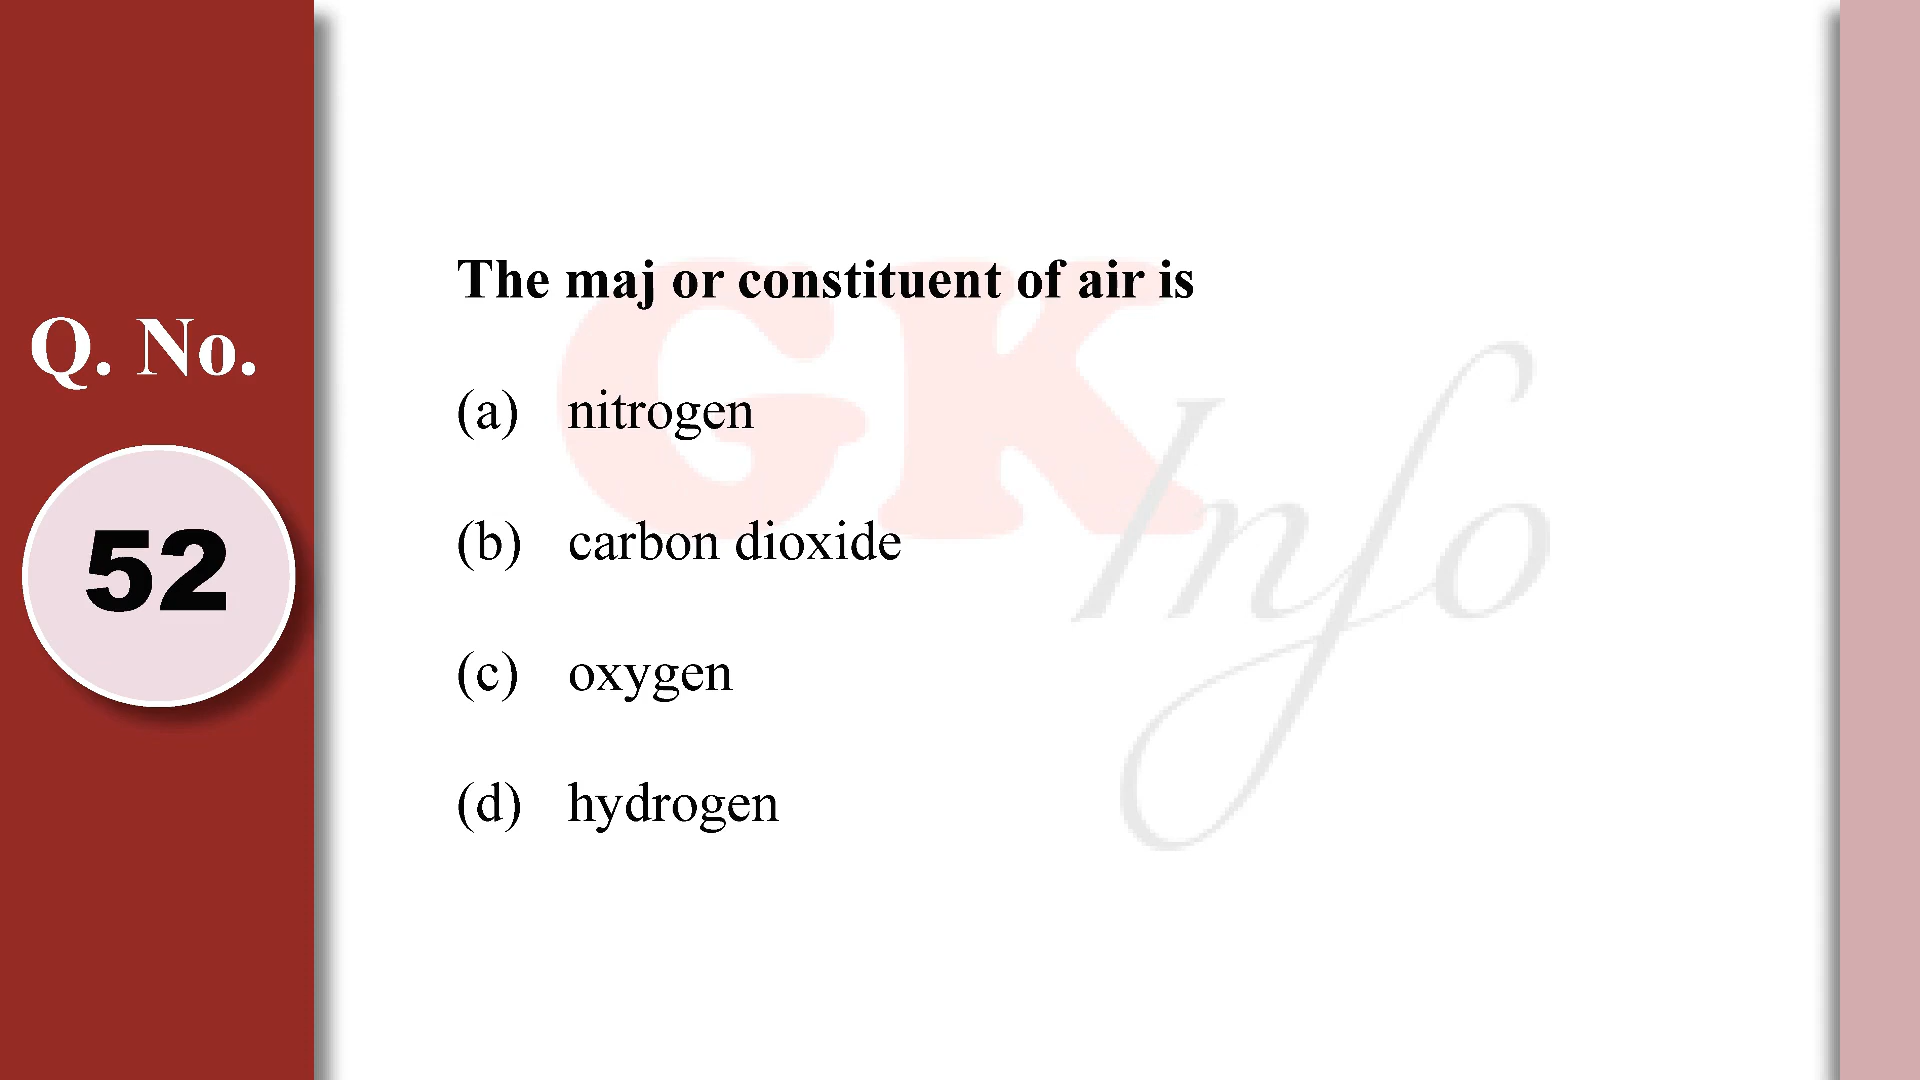 Q. No.
52
The maj or constituent of air is
(a) nitrogen
(b) carbon dioxide
(c) oxygen
(d) hydrogen
GK
Info